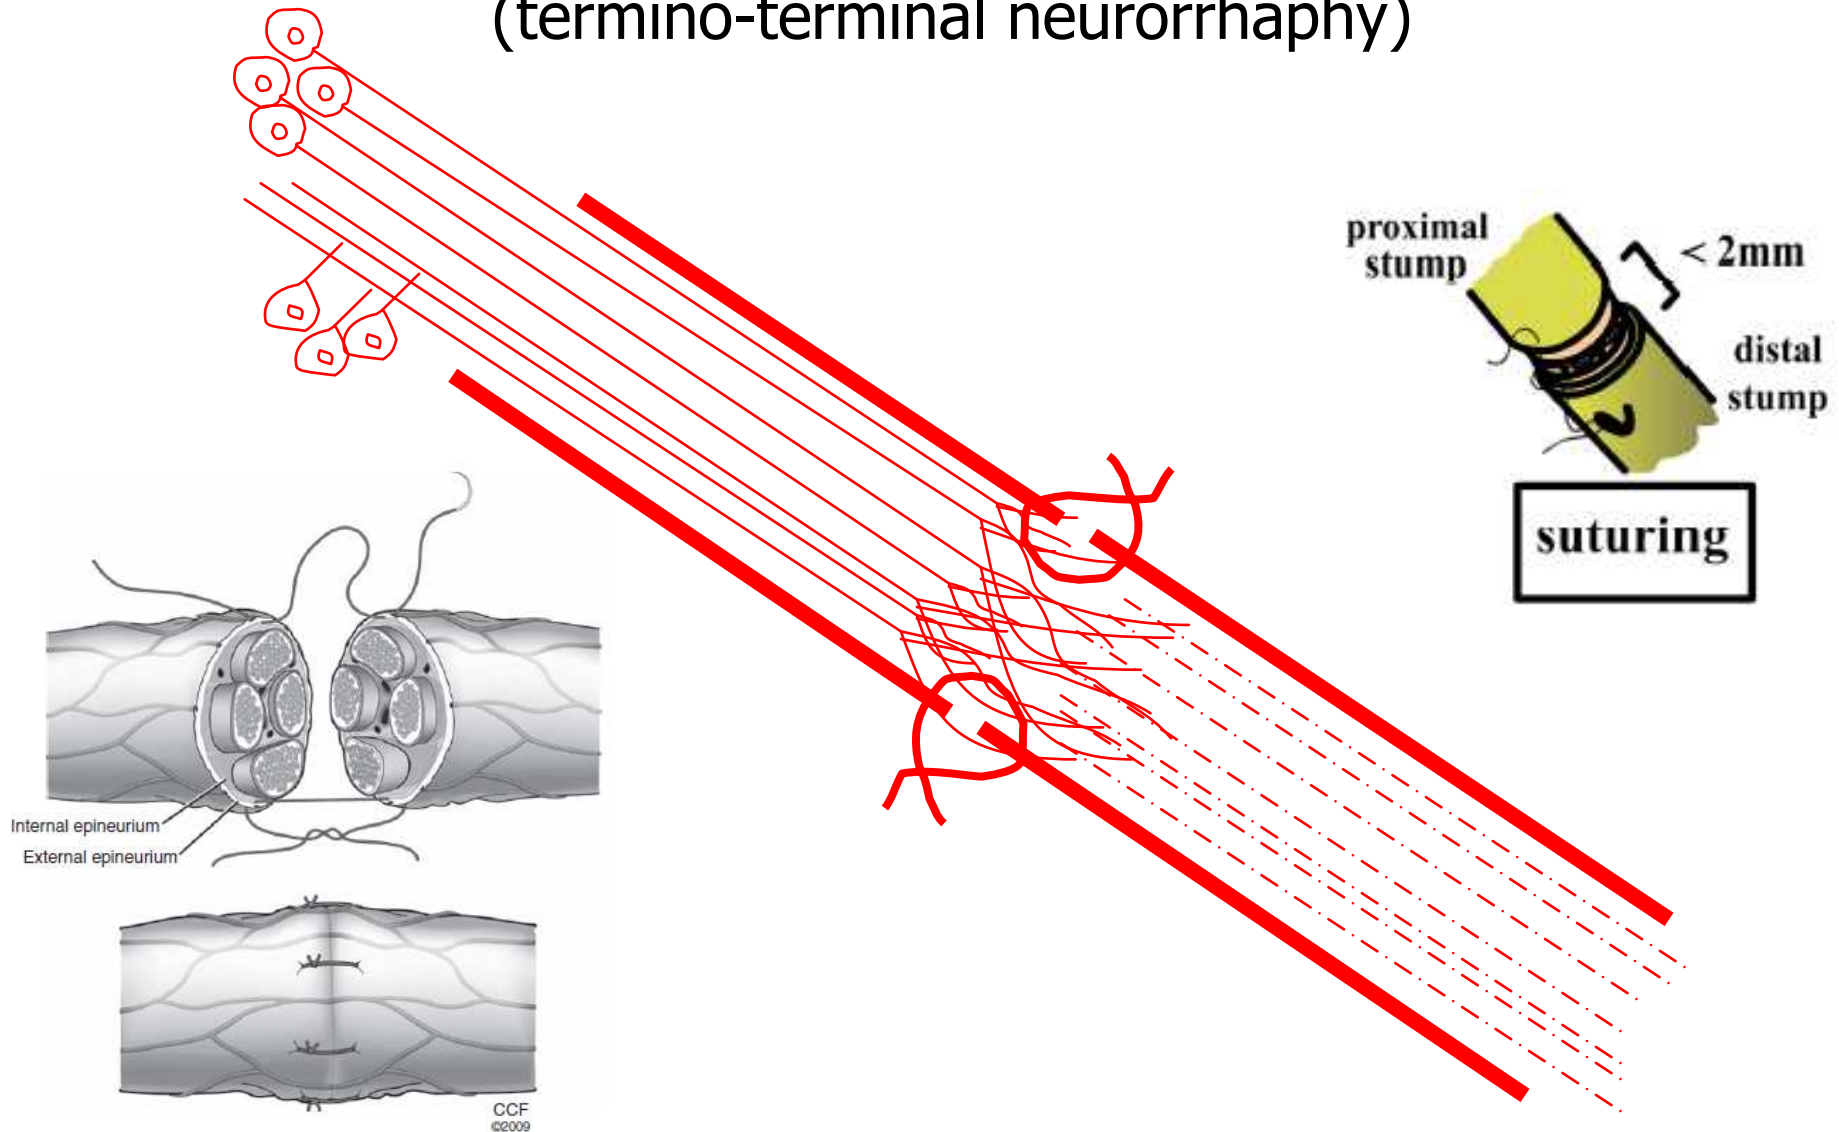 (termino-terminal neurorrhaphy)
proximal
stump
< 2mm
distal
stump
suturing
Internal epineurium
External epineurium
CCF
©2009